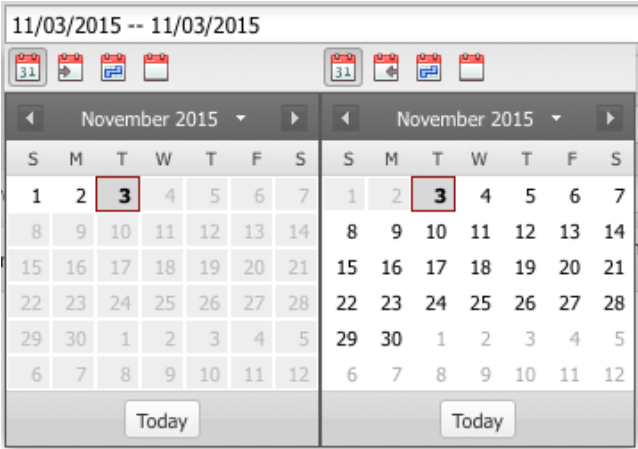 11/03/2015 -- 11/03/2015
31 31
November 2015 November 2015
S M T W T F S S M T W T F S
1 2 3 4 5 6 7 1 2 3 4 5 6 7
8 9 10 11 12 13 14 8 9 10 11 12 13 14
15 16 17 18 19 20 21 15 16 17 18 19 20 21
22 23 24 25 26 27 28 22 23 24 25 26 27 28
29 30 1 2 3 4 5 29 30 1 2 3 4 5
6 7 8 9 10 11 12 6 7 8 9 10 11 12
Today Today